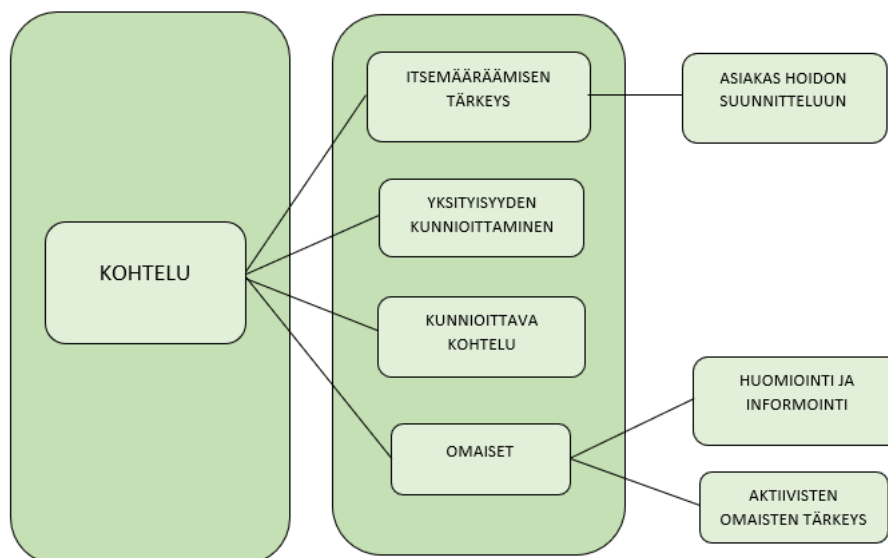 KOHTELU
ITSEMÄÄRÄÄMISEN
TÄRKEYS
YKSITYISYYDEN
KUNNIOITTAMINEN
KUNNIOITTAVA
KOHTELU
OMAISET
ASIAKAS HOIDON
SUUNNITTELUUN
HUOMIOINTI JA
INFORMOINTI
AKTIIVISTEN
OMAISTEN TÄRKEYS